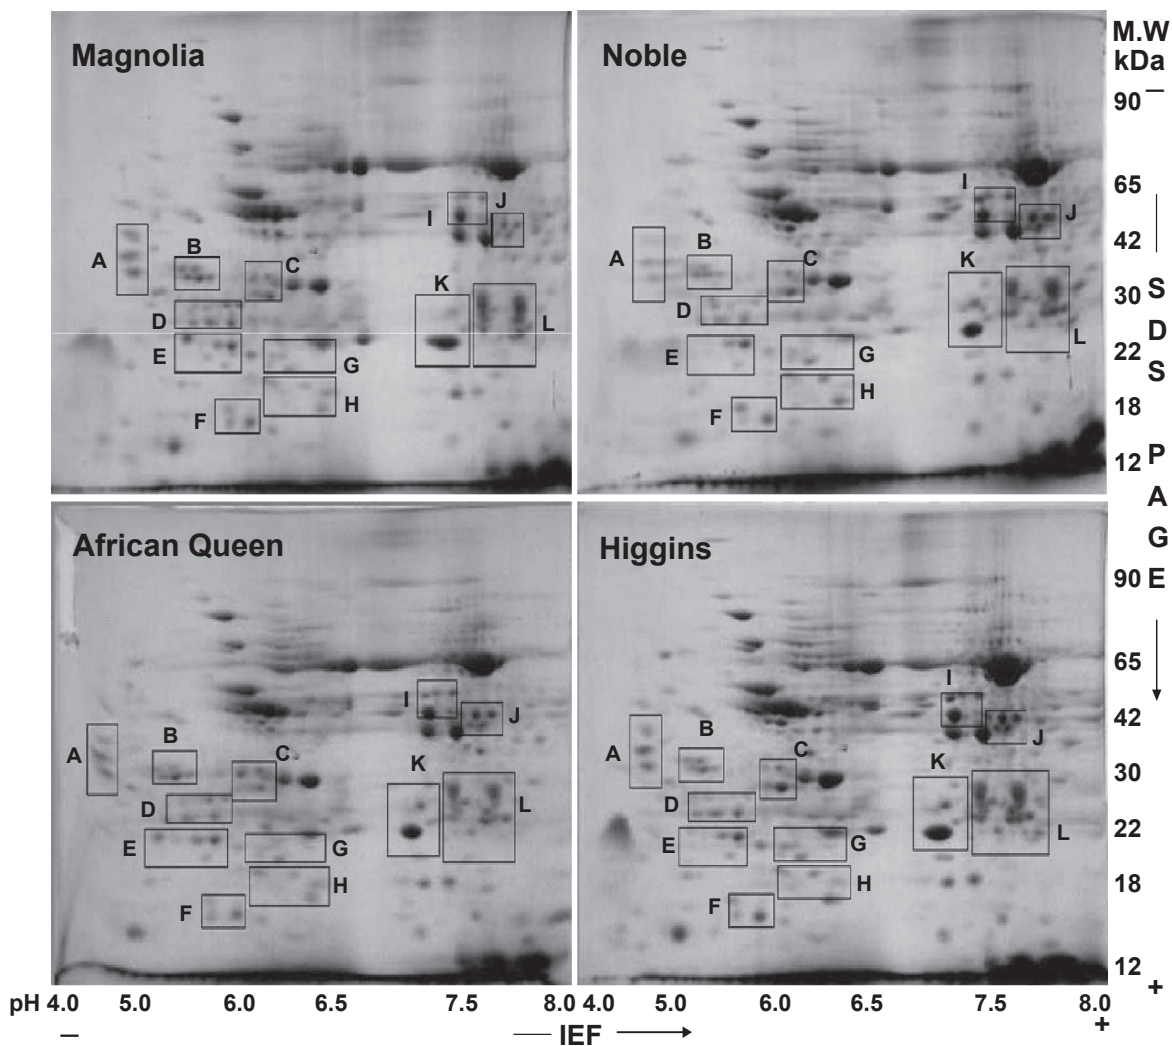 Magnolia
A
B
C
D
E
F
G
H
I
J
K
L
Noble
A
B
C
D
E
F
G
H
I
J
K
L
African Queen
A
B
C
D
E
F
G
H
I
J
K
L
Higgins
A
B
C
D
E
F
G
H
I
J
K
L
M.W
kDa
–
90
65
42
30
22
18
12
90
65
42
30
22
18
12
S
D
S
P
A
G
E
+
pH 4.0 5.0 6.0 6.5 7.5 8.0 4.0 5.0 6.0 6.5 7.5 8.0
– IEF +